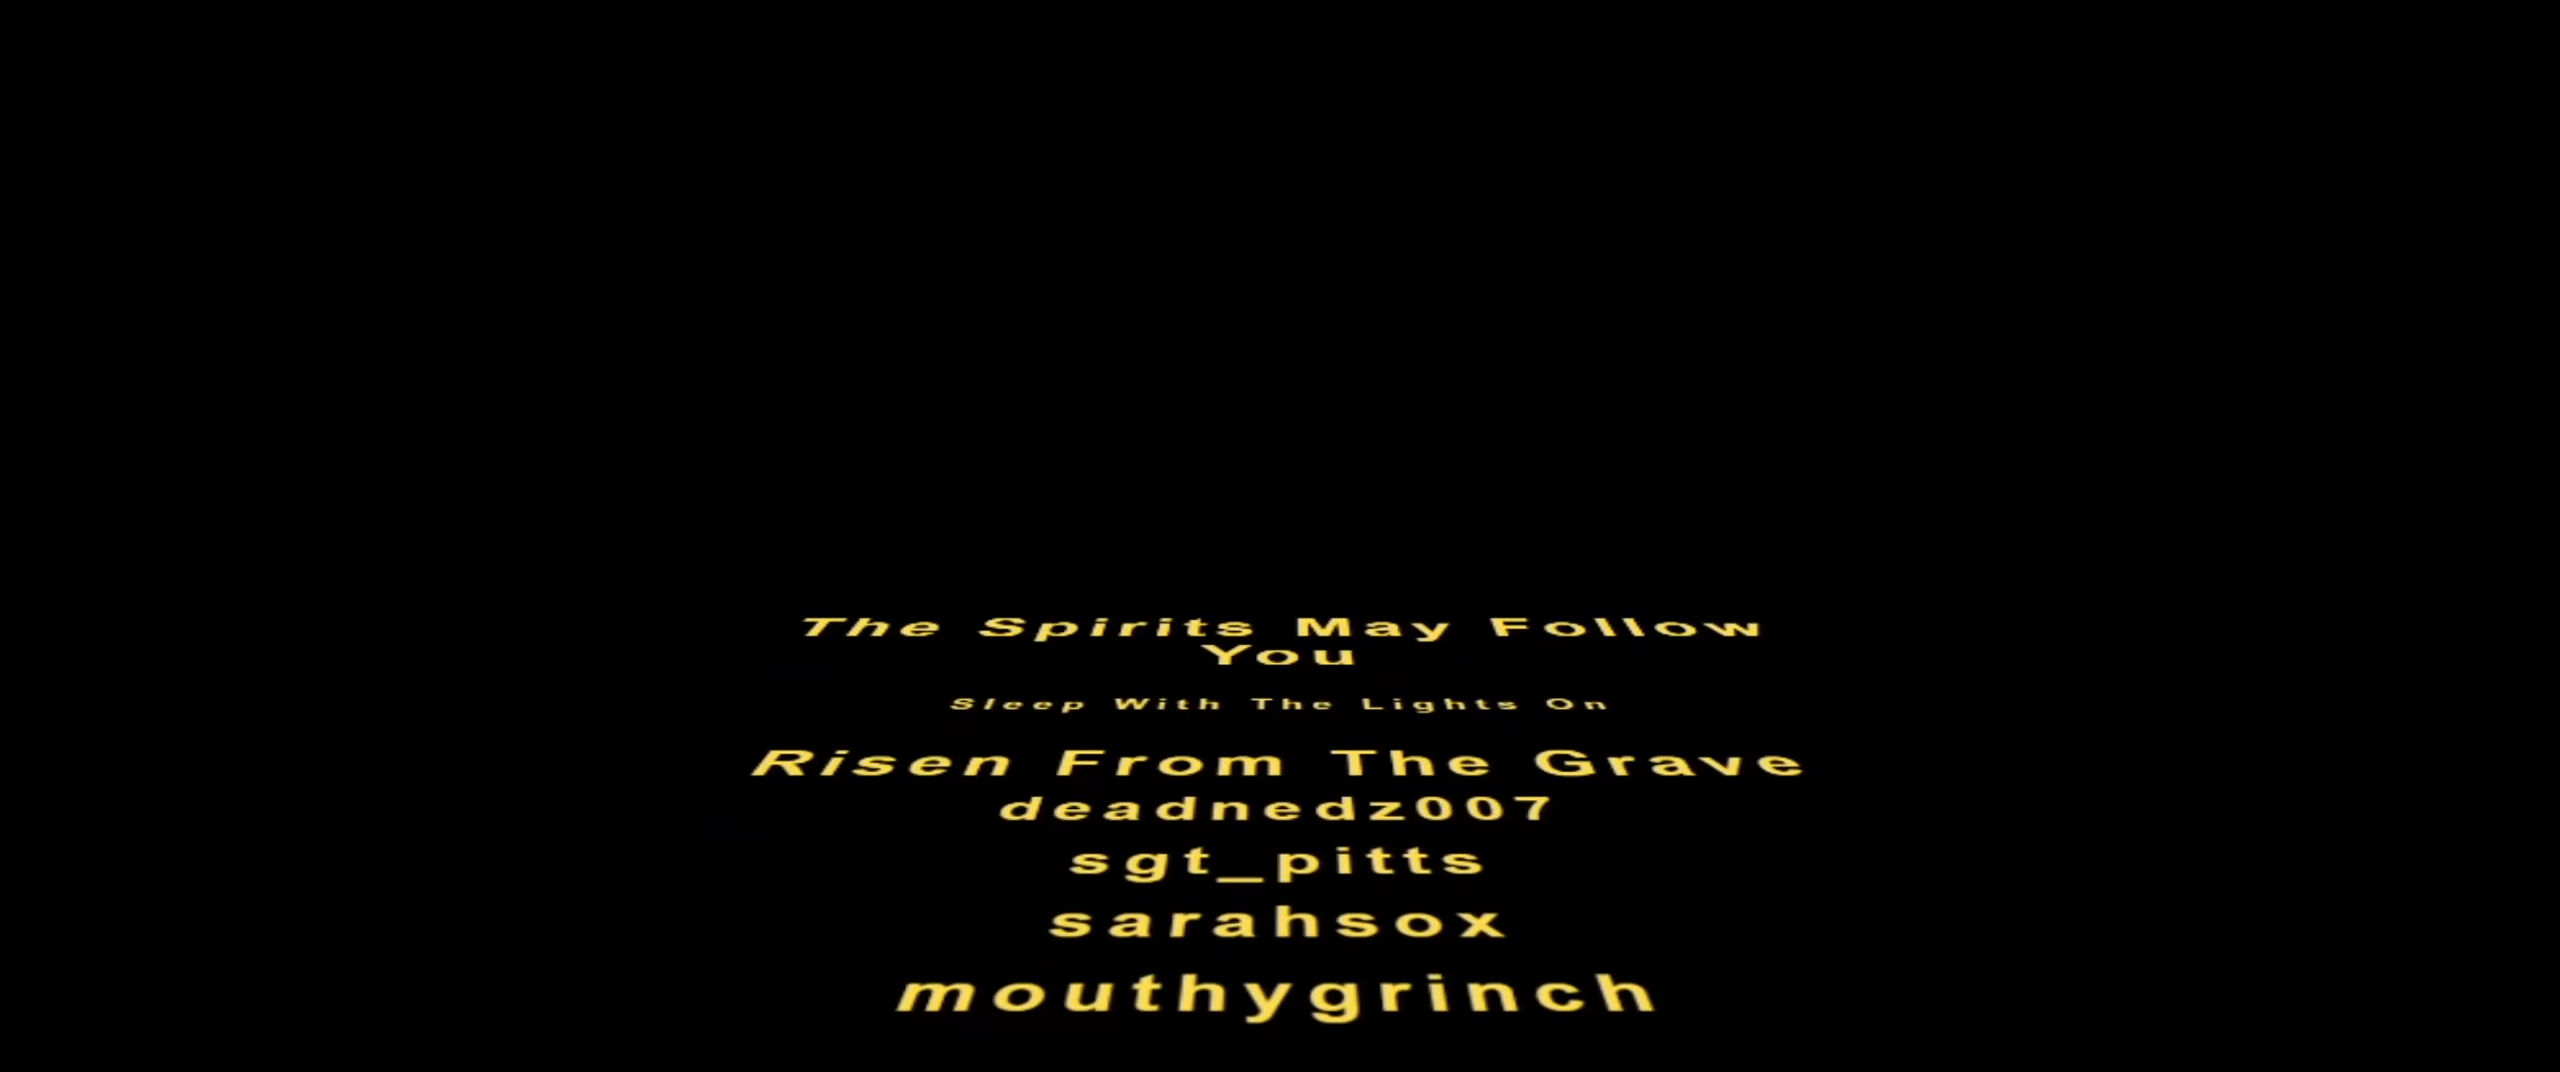 The Spirits May Follow
You
Sleep With The Lights On
Risen From The Grave
deadnedz007
sgt_pitts
sarahsox
mouthygrinch